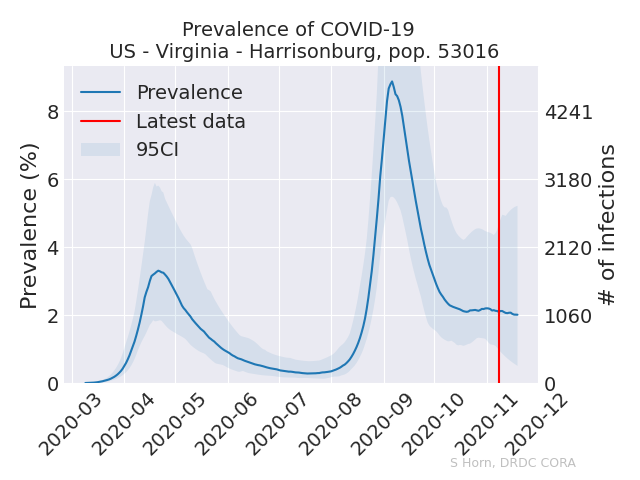 Prevalence of COVID-19
US - Virginia - Harrisonburg, pop. 53016
Prevalence
Latest data
95CI
Prevalence (%)
8
6
4
2
0
4241
3180
2120
1060
0
# of infections
2020-03
2020-04
2020-05
2020-06
2020-07
2020-08
2020-09
2020-10
2020-11
2020-12
S Horn, DRDC CORA